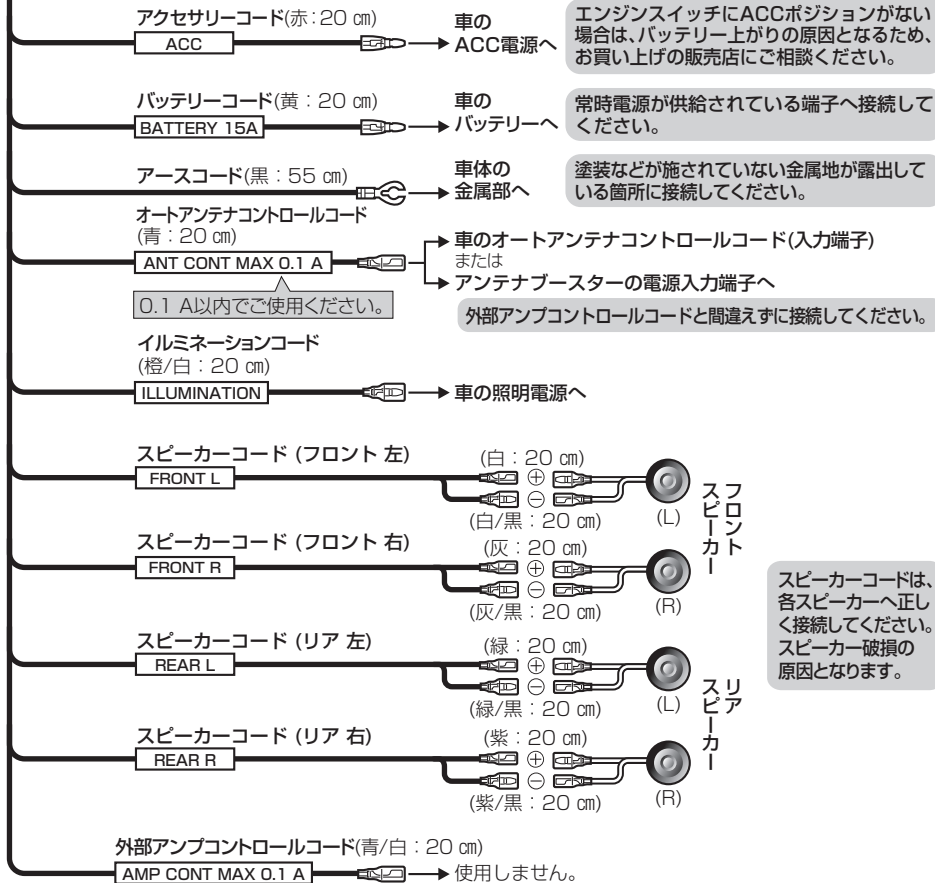 アクセサリーコード(赤：20 ㎝)
ACC
車の
ACC電源へ
エンジンスイッチにACCポジションがない
場合は、バッテリー上がりの原因となるため、
お買い上げの販売店にご相談ください。
バッテリーコード(黄：20 ㎝)
BATTERY 15A
車の
バッテリーへ
常時電源が供給されている端子へ接続して
ください。
アースコード(黒：55 ㎝)
車体の
金属部へ
塗装などが施されていない金属地が露出して
いる箇所に接続してください。
オートアンテナコントロールコード
(青：20 ㎝)
ANT CONT MAX 0.1 A
0.1 A以内でご使用ください。
車のオートアンテナコントロールコード(入力端子)
または
アンテナブースターの電源入力端子へ
外部アンプコントロールコードと間違えずに接続してください。
イルミネーションコード
(橙/白：20 ㎝)
ILLUMINATION
車の照明電源へ
スピーカーコード (フロント 左)
FRONT L
(白：20 ㎝)
⊕
⊖
(白/黒：20 ㎝)
(L)
スピーカーコード (フロント 右)
FRONT R
(灰：20 ㎝)
⊕
⊖
(灰/黒：20 ㎝)
(R)
フロント
スピーカー
スピーカーコード (リア 左)
REAR L
(緑：20 ㎝)
⊕
⊖
(緑/黒：20 ㎝)
(L)
スピーカーコード (リア 右)
REAR R
(紫：20 ㎝)
⊕
⊖
(紫/黒：20 ㎝)
(R)
リア
スピーカー
スピーカーコードは、
各スピーカーへ正し
く接続してください。
スピーカー破損の
原因となります。
外部アンプコントロールコード(青/白：20 ㎝)
AMP CONT MAX 0.1 A
使用しません。